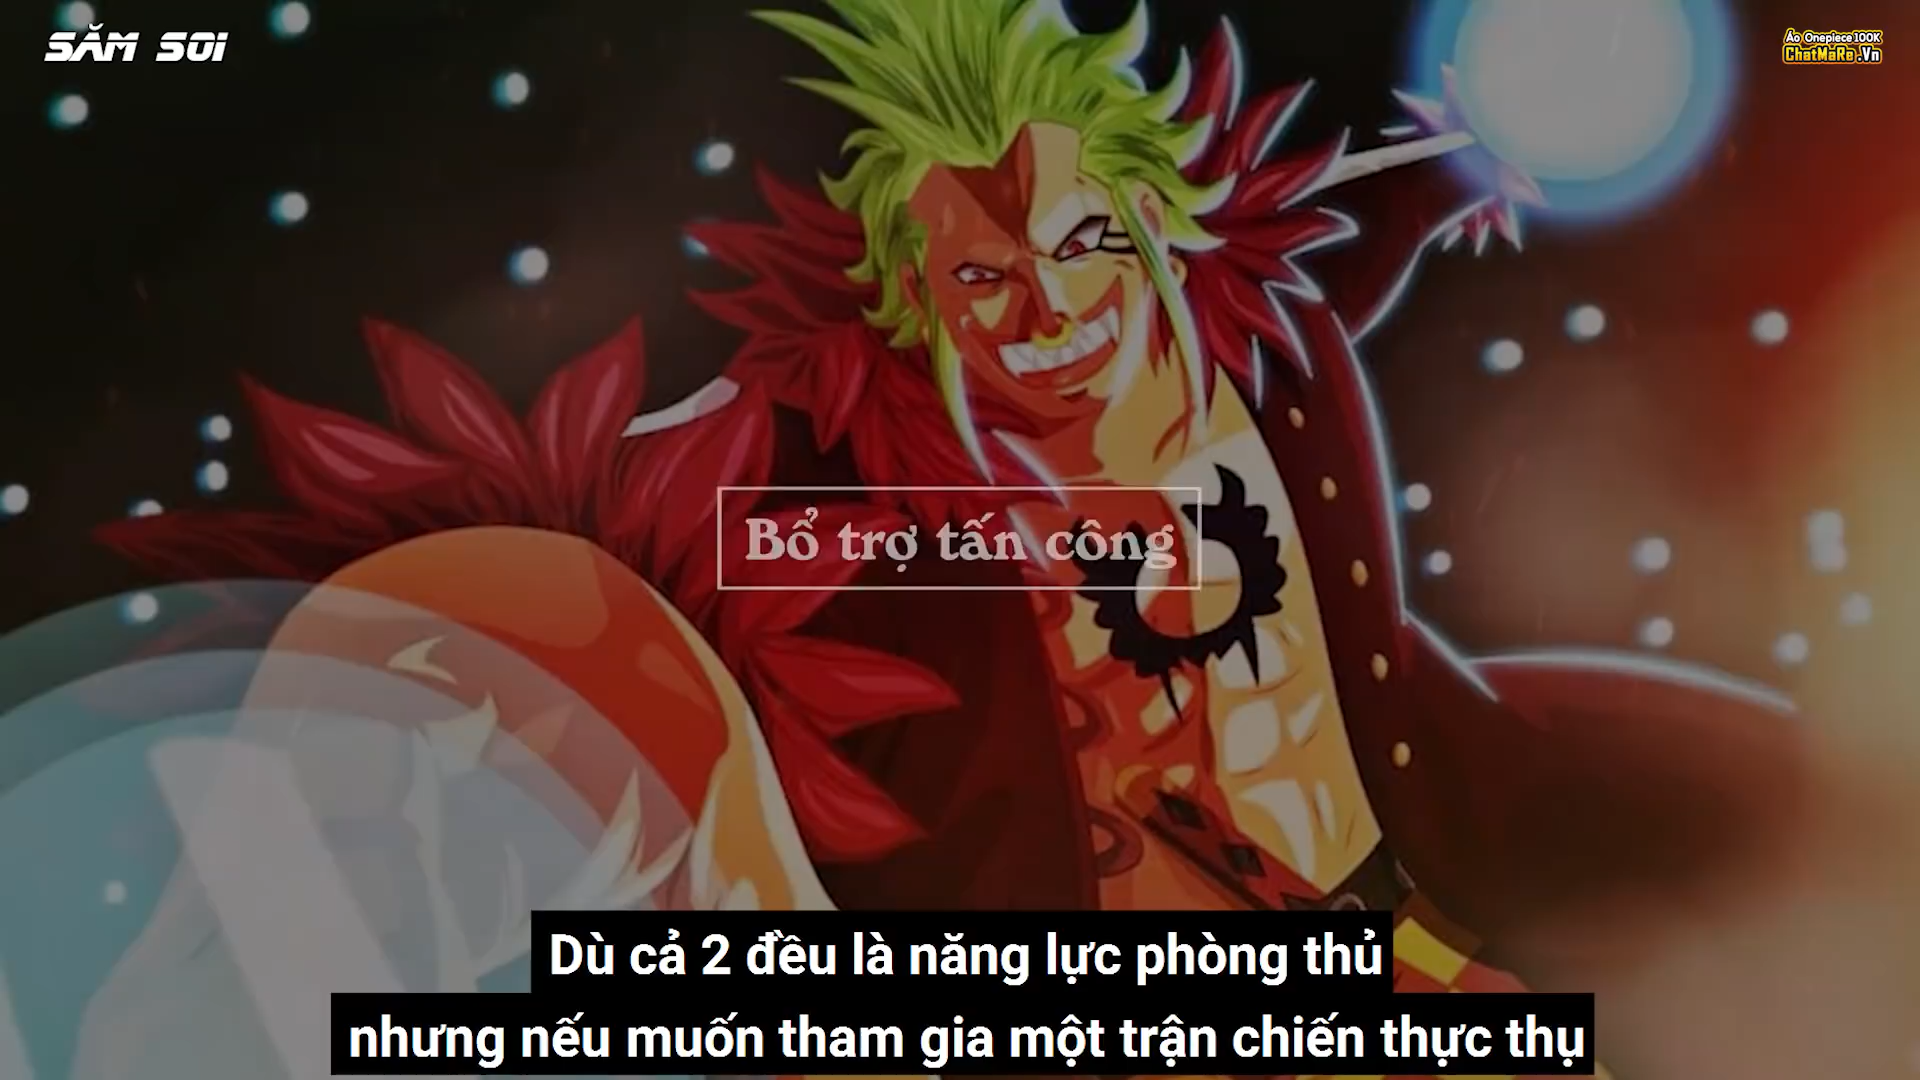 SĂM SOI
Áo Onepiece 100K
ChatMaRe.Vn
Bổ trợ tấn công
Dù cả 2 đều là năng lực phòng thủ
nhưng nếu muốn tham gia một trận chiến thực thụ